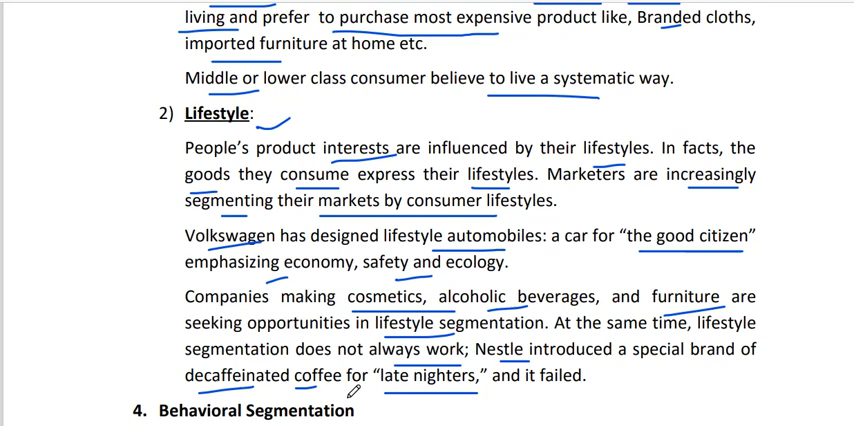 living and prefer to purchase most expensive product like, Branded cloths,
imported furniture at home etc.
Middle or lower class consumer believe to live a systematic way.
2) Lifestyle:
People's product interests are influenced by their lifestyles. In facts, the
goods they consume express their lifestyles. Marketers are increasingly
segmenting their markets by consumer lifestyles.
Volkswagen has designed lifestyle automobiles: a car for "the good citizen"
emphasizing economy, safety and ecology.
Companies making cosmetics, alcoholic beverages, and furniture are
seeking opportunities in lifestyle segmentation. At the same time, lifestyle
segmentation does not always work; Nestle introduced a special brand of
decaffeinated coffee for "late nighters," and it failed.
4. Behavioral Segmentation